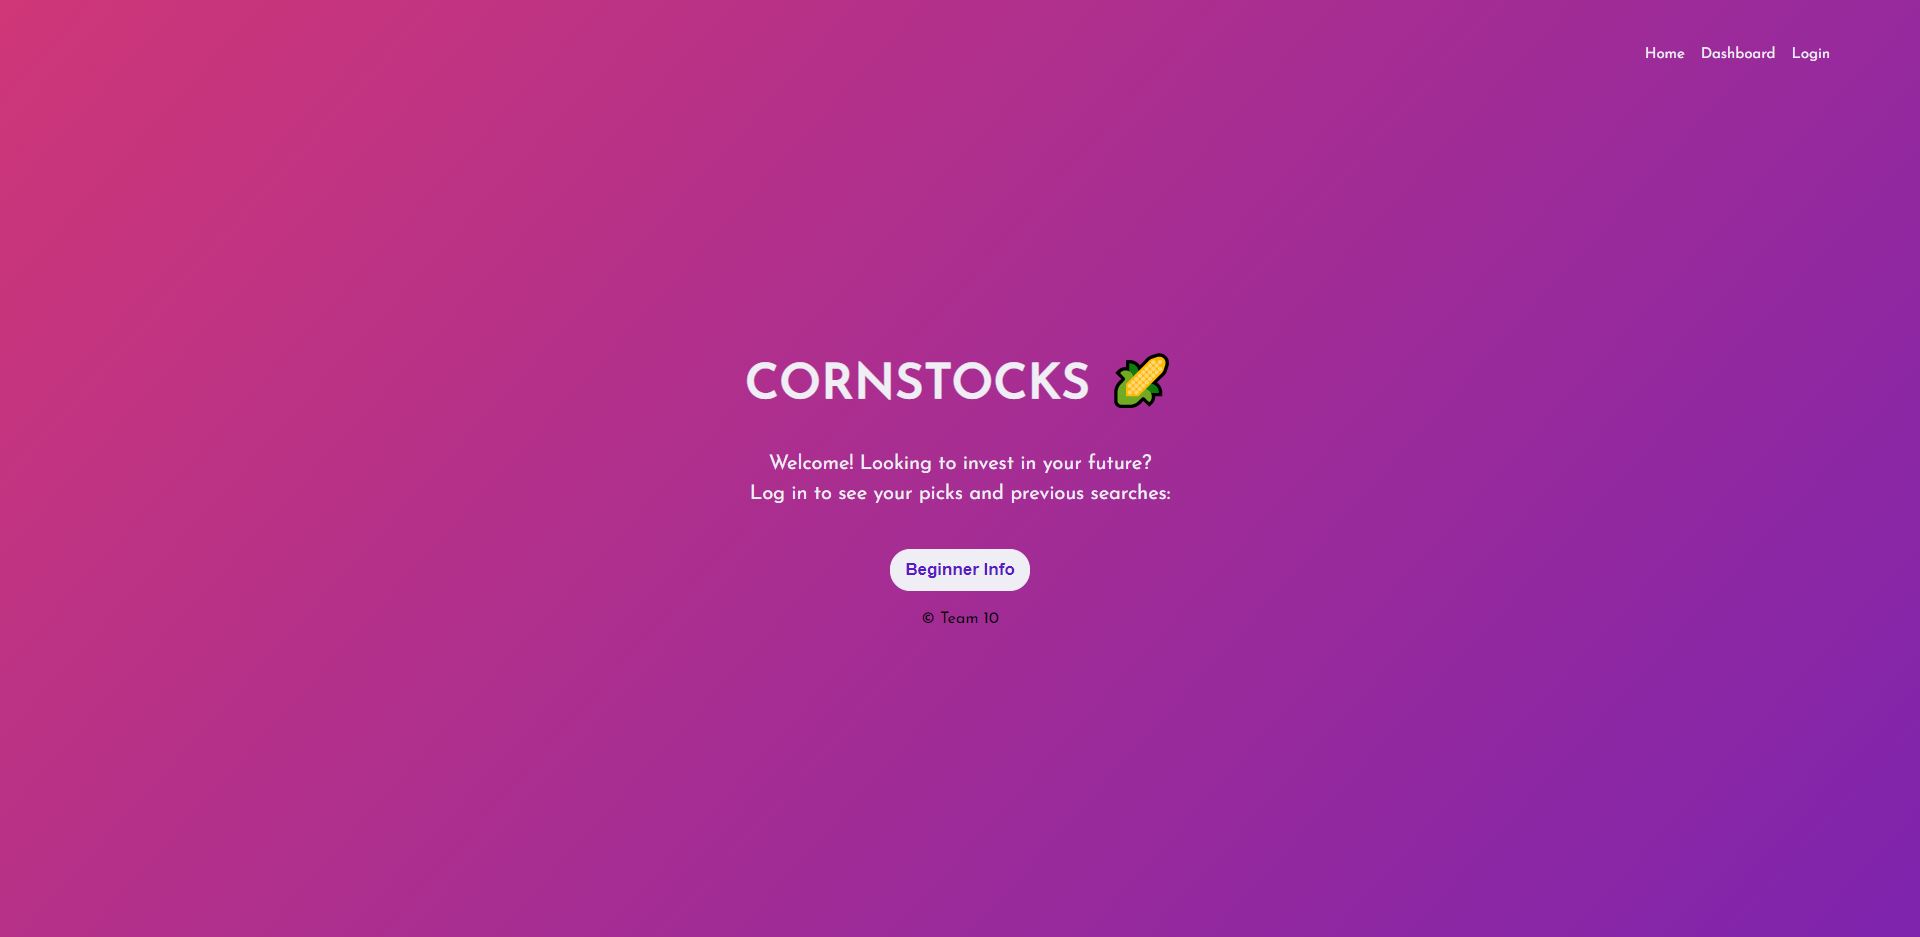 Home Dashboard Login
CORNSTOCKS 🌽
Welcome! Looking to invest in your future?
Log in to see your picks and previous searches:
Beginner Info
© Team 10